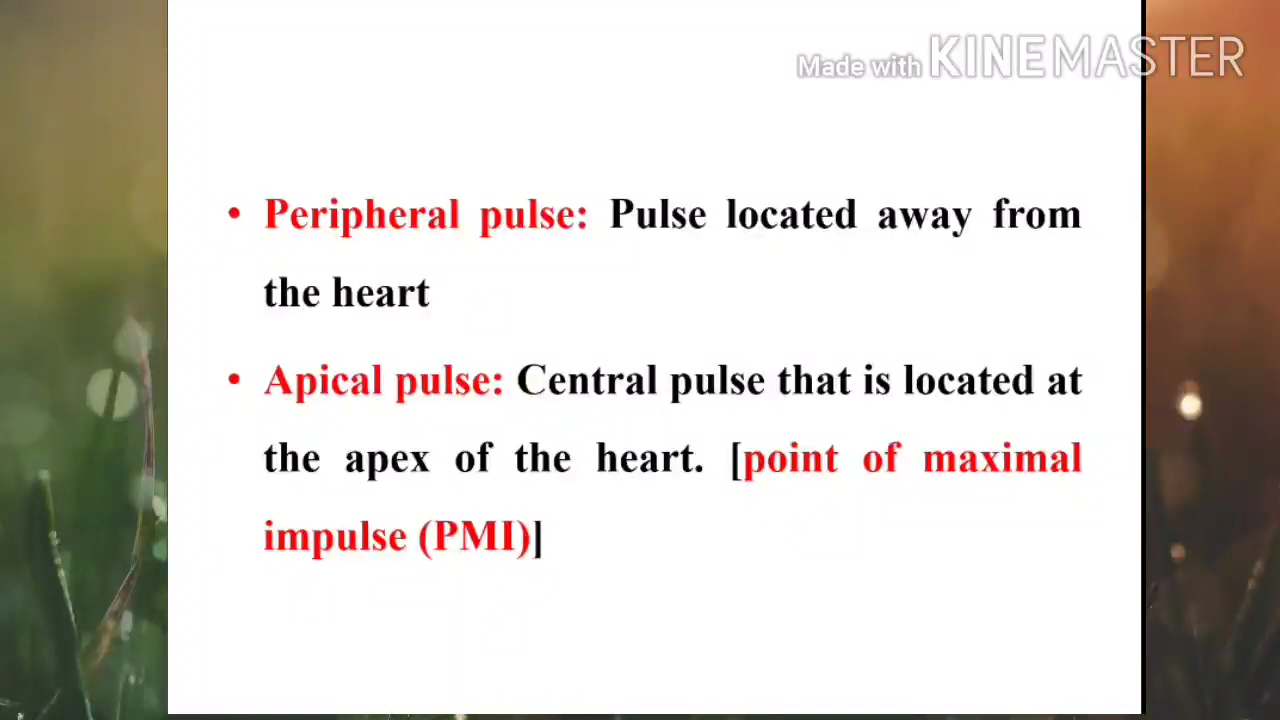 Made with KINEMASTER
• Peripheral pulse: Pulse located away from
the heart
• Apical pulse: Central pulse that is located at
the apex of the heart. [point of maximal
impulse (PMI)]